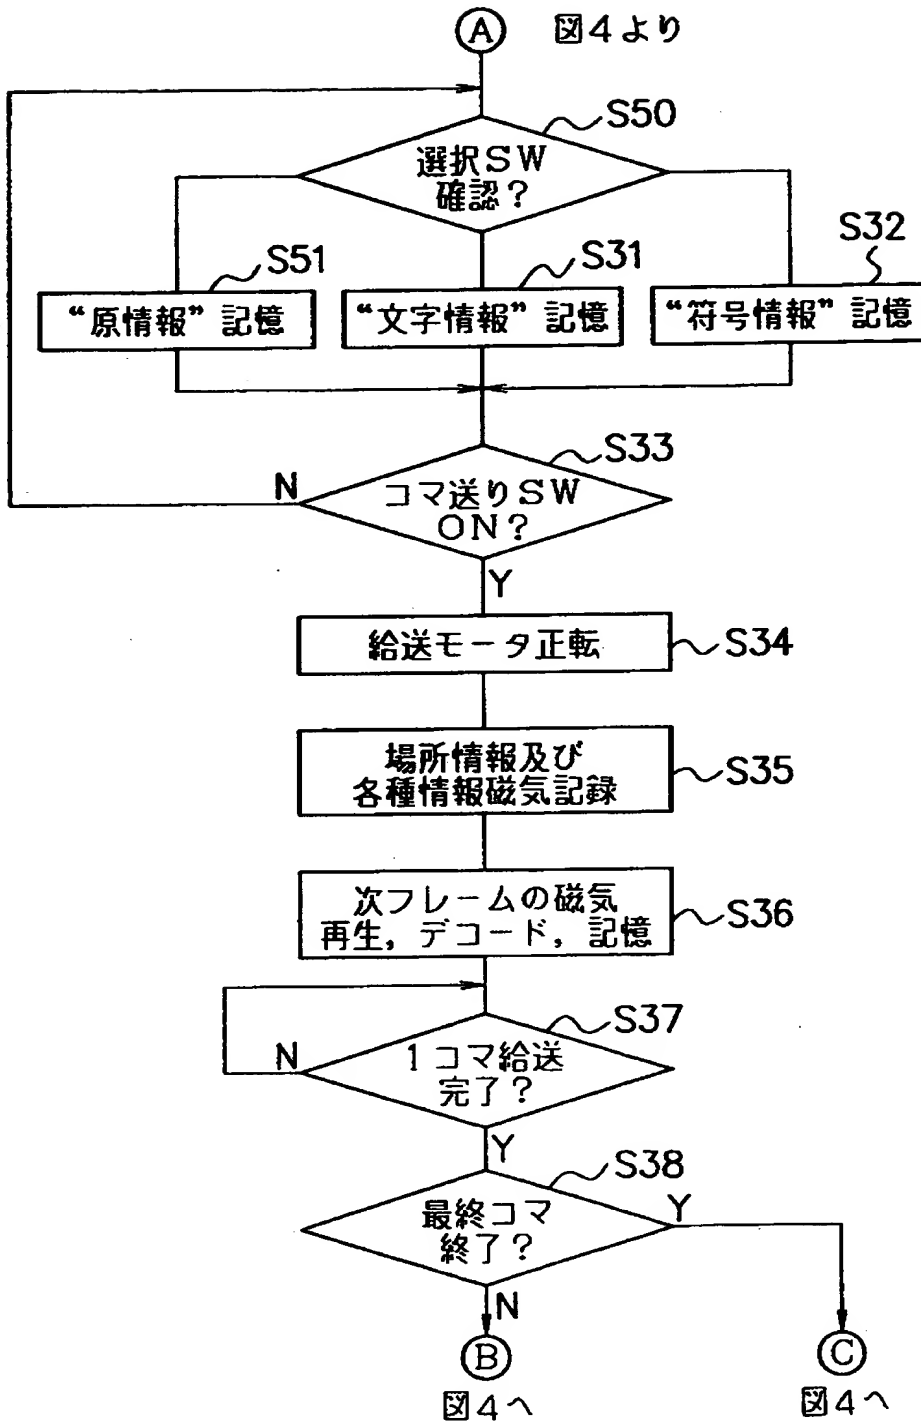 A 図4より
S50
選択SW
確認?
S51
S31
S32
“原情報”記憶
“文字情報”記憶
“符号情報”記憶
S33
N
コマ送りSW
ON?
Y
給送モータ正転
S34
場所情報及び
各種情報磁気記録
S35
次フレームの磁気
再生,デコード,記憶
S36
S37
N
1コマ給送
完了?
Y
S38
最終コマ
終了?
Y
N
B
C
図4へ
図4へ